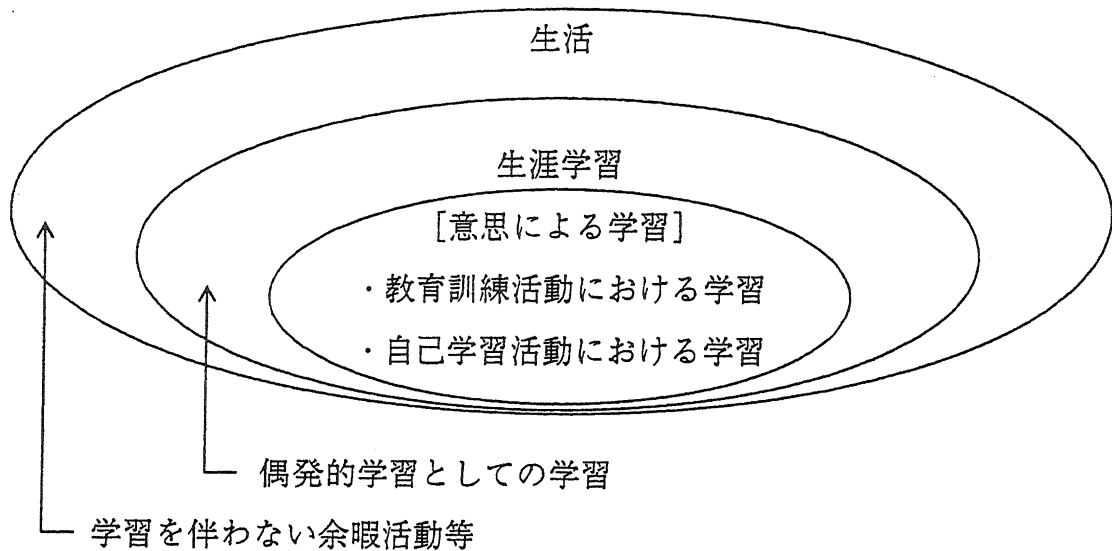 生活
生涯学習
[意思による学習]
・教育訓練活動における学習
・自己学習活動における学習
偶発的学習としての学習
学習を伴わない余暇活動等